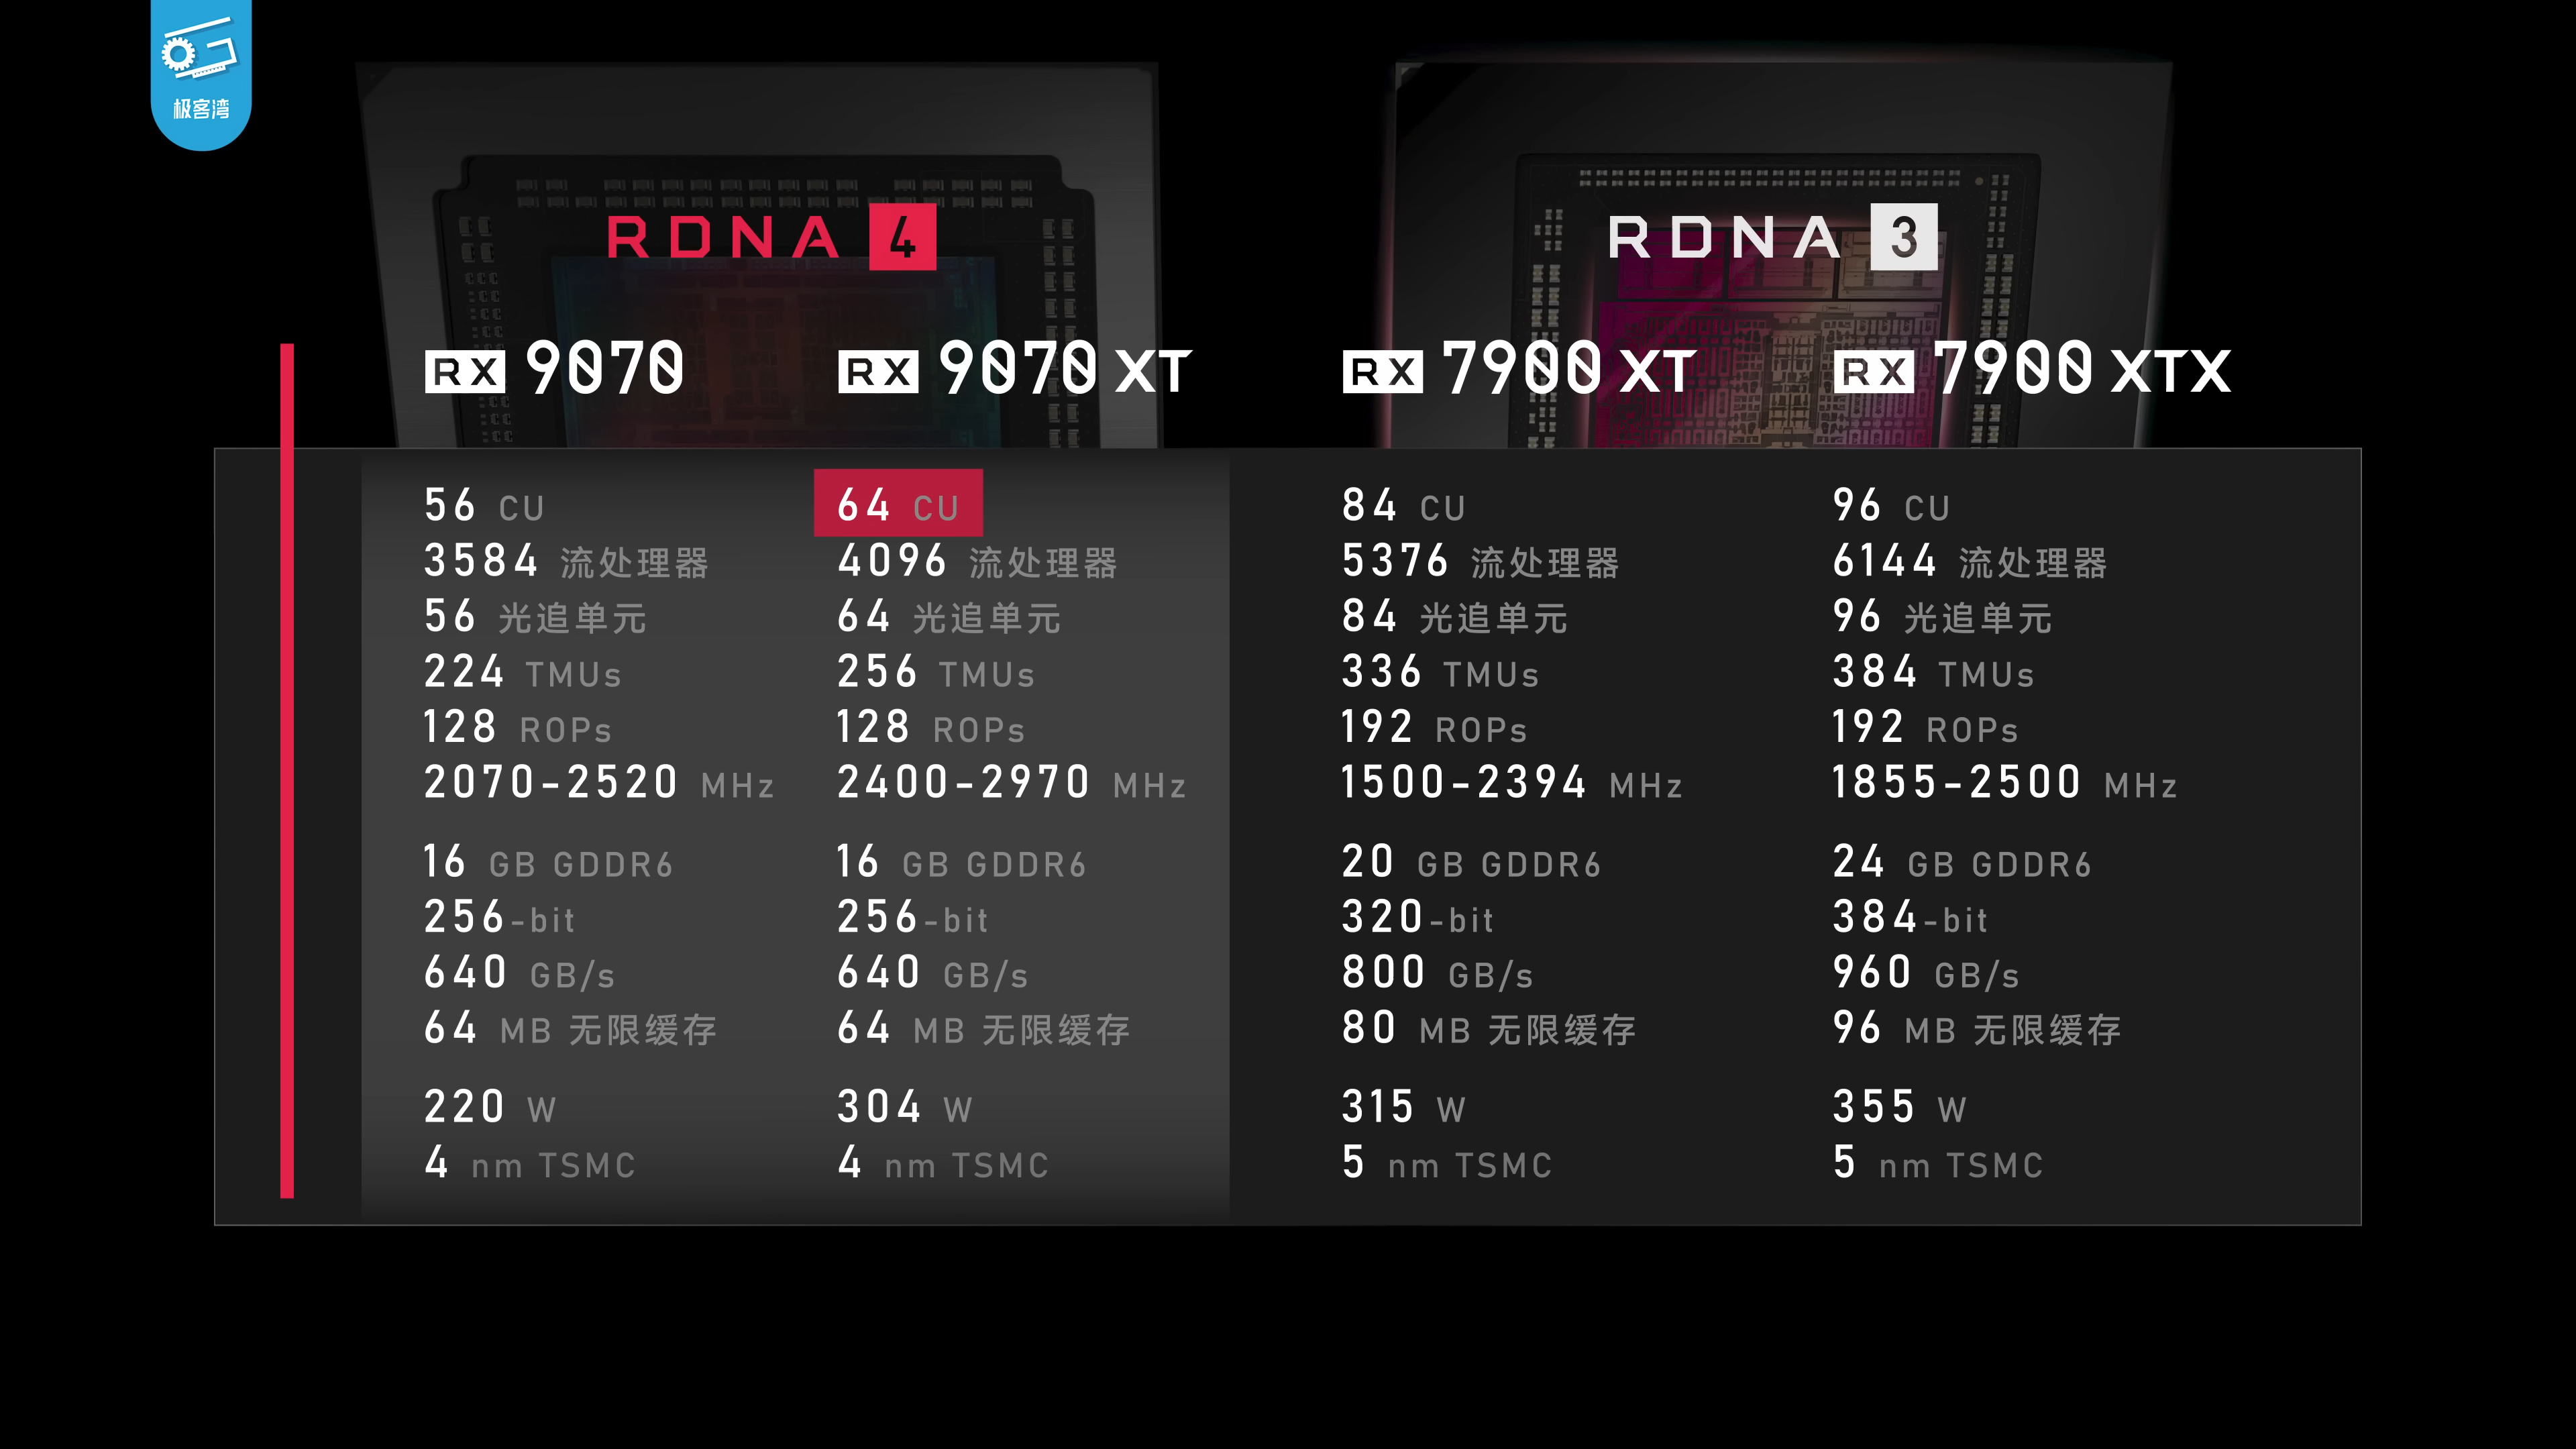 极客湾
RDNA 4
RDNA 3
RX 9070
RX 9070 XT
RX 7900 XT
RX 7900 XTX
56 CU
64 CU
84 CU
96 CU
3584 流处理器
4096 流处理器
5376 流处理器
6144 流处理器
56 光追单元
64 光追单元
84 光追单元
96 光追单元
224 TMUs
256 TMUs
336 TMUs
384 TMUs
128 ROPs
128 ROPs
192 ROPs
192 ROPs
2070-2520 MHz
2400-2970 MHz
1500-2394 MHz
1855-2500 MHz
16 GB GDDR6
16 GB GDDR6
20 GB GDDR6
24 GB GDDR6
256-bit
256-bit
320-bit
384-bit
640 GB/s
640 GB/s
800 GB/s
960 GB/s
64 MB 无限缓存
64 MB 无限缓存
80 MB 无限缓存
96 MB 无限缓存
220 W
304 W
315 W
355 W
4 nm TSMC
4 nm TSMC
5 nm TSMC
5 nm TSMC